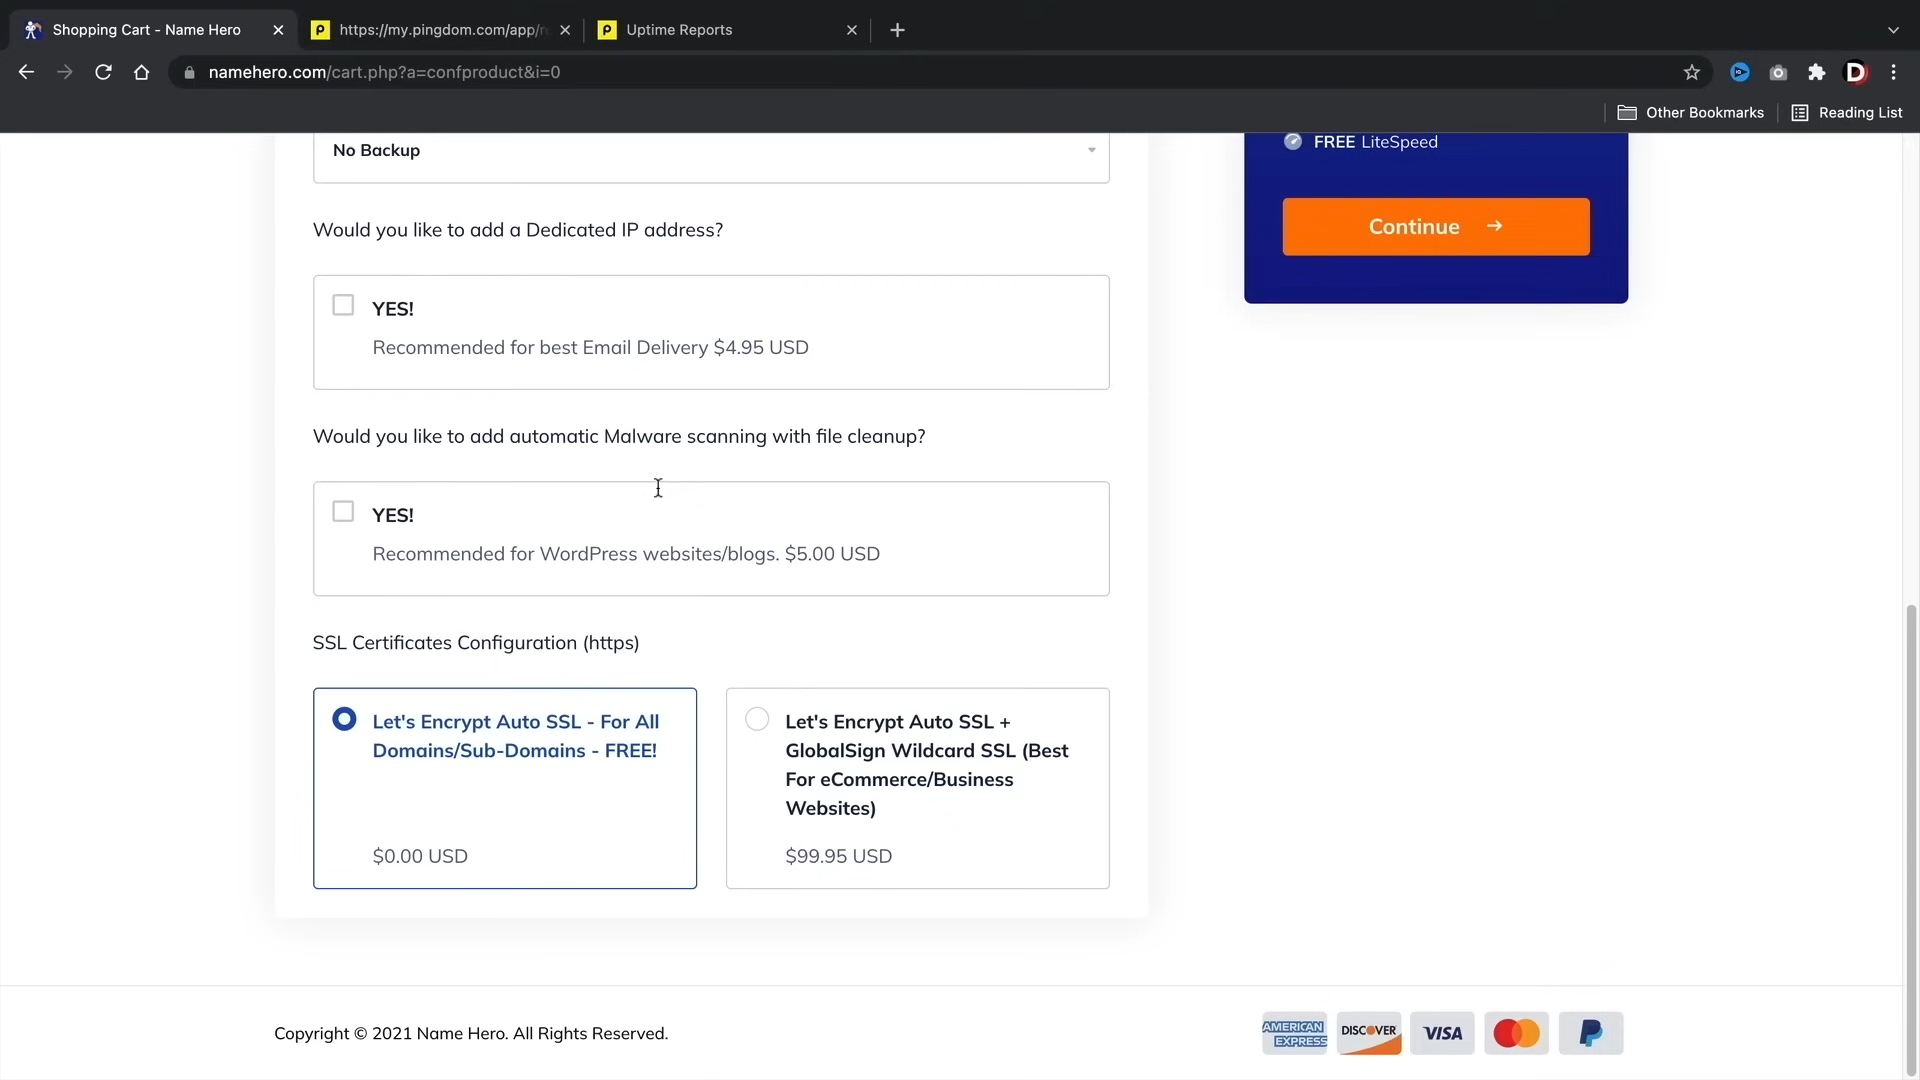 Shopping Cart - Name Hero
https://my.pingdom.com/app/r
Uptime Reports
namehero.com/cart.php?a=confproduct&i=0
Other Bookmarks
Reading List
No Backup
FREE LiteSpeed
Continue →
Would you like to add a Dedicated IP address?
YES!
Recommended for best Email Delivery $4.95 USD
Would you like to add automatic Malware scanning with file cleanup?
YES!
Recommended for WordPress websites/blogs. $5.00 USD
SSL Certificates Configuration (https)
Let's Encrypt Auto SSL - For All
Domains/Sub-Domains - FREE!
$0.00 USD
Let's Encrypt Auto SSL +
GlobalSign Wildcard SSL (Best
For eCommerce/Business
Websites)
$99.95 USD
Copyright © 2021 Name Hero. All Rights Reserved.
AMERICAN
EXPRESS
DISCOVER
VISA